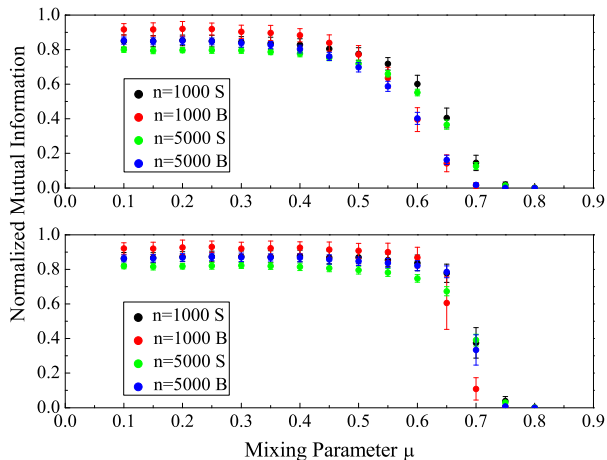 Normalized Mutual Information
1.0
0.8
0.6
0.4
0.2
0.0
n=1000 S
n=1000 B
n=5000 S
n=5000 B
0.0 0.1 0.2 0.3 0.4 0.5 0.6 0.7 0.8 0.9
1.0
0.8
0.6
0.4
0.2
0.0
n=1000 S
n=1000 B
n=5000 S
n=5000 B
0.0 0.1 0.2 0.3 0.4 0.5 0.6 0.7 0.8 0.9
Mixing Parameter μ